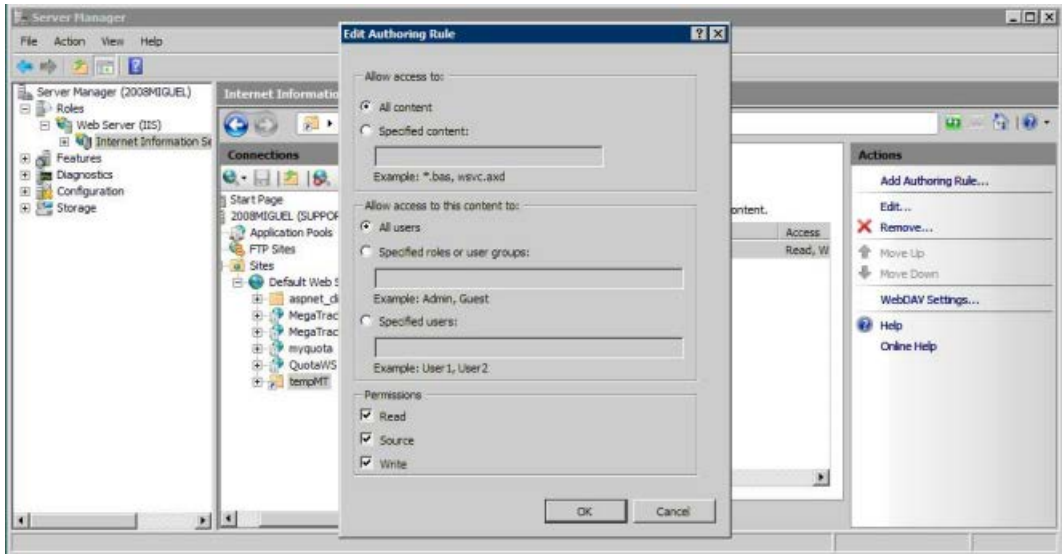 Server Manager
File Action View Help
Server Manager (2008MIGUEL)
Roles
Web Server (IIS)
Internet Information Se
Features
Diagnostics
Configuration
Storage
Internet Informatio
Connections
Start Page
2008MIGUEL (SUPPOR
Application Pools
FTP Sites
Sites
Default Web S
aspnet_cl
MegaTrac
MegaTrac
myquota
QuotaWS
tempMT
Edit Authoring Rule
Allow access to:
All content
Specified content:
Example: *.bas, wsvc.axd
Allow access to this content to:
All users
Specified roles or user groups:
Example: Admin, Guest
Specified users:
Example: User1, User2
Permissions
Read
Source
Write
OK Cancel
ontent.
Access
Read, W
Actions
Add Authoring Rule...
Edit...
Remove...
Move Up
Move Down
WebDAV Settings...
Help
Online Help